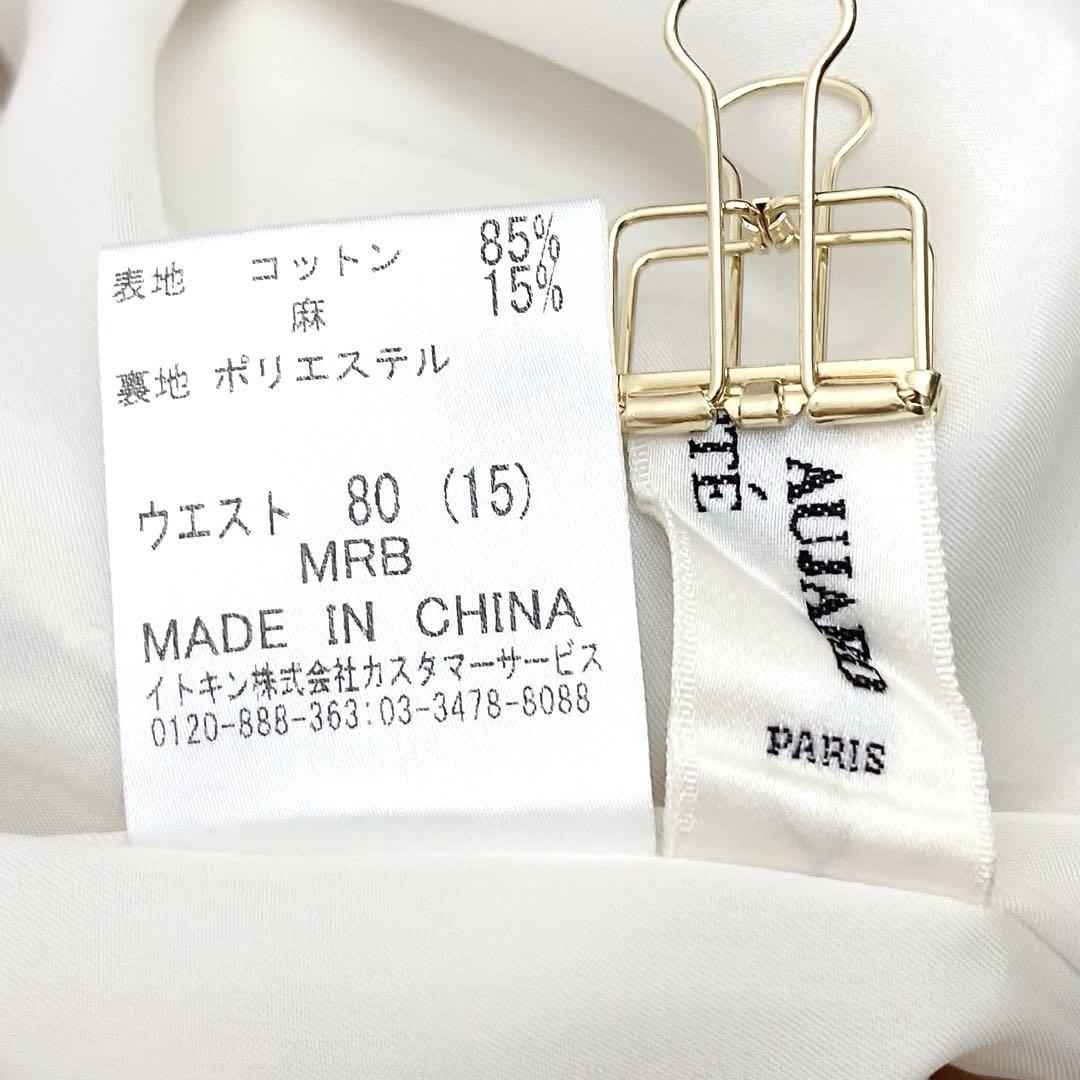 表地 コットン 85%
麻 15%
裏地 ポリエステル
ウエスト 80 (15)
MRB
MADE IN CHINA
イトキン株式会社カスタマーサービス
0120-888-363:03-3478-8088
TÉ
AUJARD
PARIS